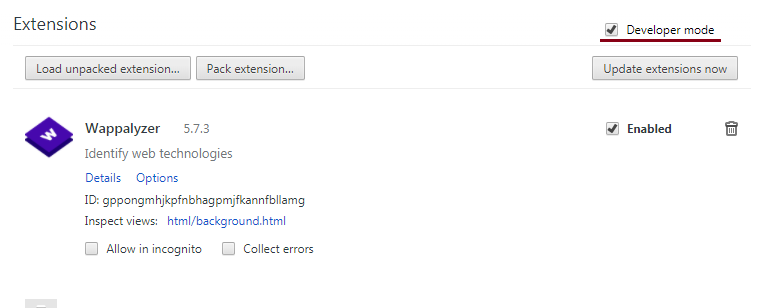 Extensions
Developer mode
Load unpacked extension... Pack extension... Update extensions now
W
Wappalyzer 5.7.3 Enabled
Identify web technologies
Details Options
ID: gppongmhjkpfnbhagpmjfkannfbllamg
Inspect views: html/background.html
Allow in incognito Collect errors